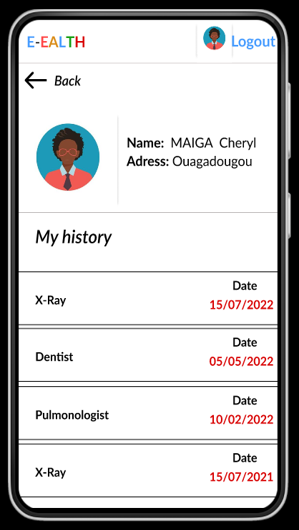 E-EALTH Logout
Back
Name: MAIGA Cheryl
Adress: Ouagadougou
My history
Date
X-Ray
15/07/2022
Date
Dentist
05/05/2022
Date
Pulmonologist
10/02/2022
Date
X-Ray
15/07/2021